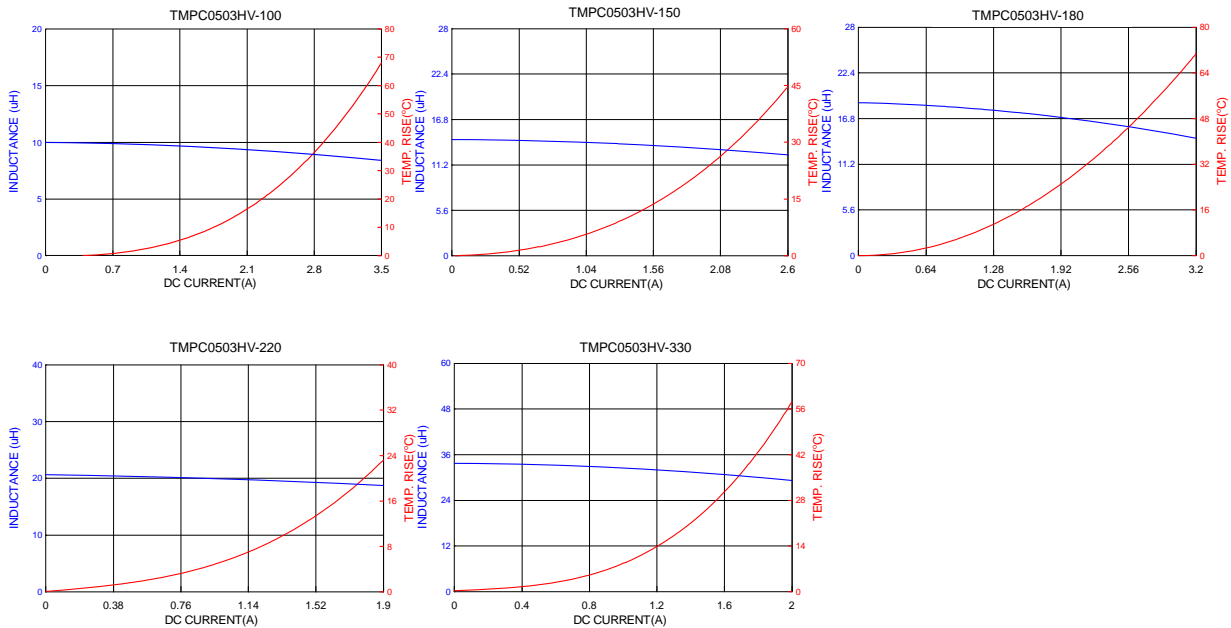 TMPC0503HV-100
INDUCTANCE (uH)
20
15
10
5
0
80
70
60
50
40
30
20
10
0
TEMP. RISE(°C)
0 0.7 1.4 2.1 2.8 3.5
DC CURRENT(A)
TMPC0503HV-150
INDUCTANCE (uH)
28
22.4
16.8
11.2
5.6
0
60
45
30
15
0
TEMP. RISE(°C)
0 0.52 1.04 1.56 2.08 2.6
DC CURRENT(A)
TMPC0503HV-180
INDUCTANCE (uH)
28
22.4
16.8
11.2
5.6
0
80
64
48
32
16
0
TEMP. RISE(°C)
0 0.64 1.28 1.92 2.56 3.2
DC CURRENT(A)
TMPC0503HV-220
INDUCTANCE (uH)
40
30
20
10
0
40
32
24
16
8
0
TEMP. RISE(°C)
0 0.38 0.76 1.14 1.52 1.9
DC CURRENT(A)
TMPC0503HV-330
INDUCTANCE (uH)
60
48
36
24
12
0
70
56
42
28
14
0
TEMP. RISE(°C)
0 0.4 0.8 1.2 1.6 2
DC CURRENT(A)